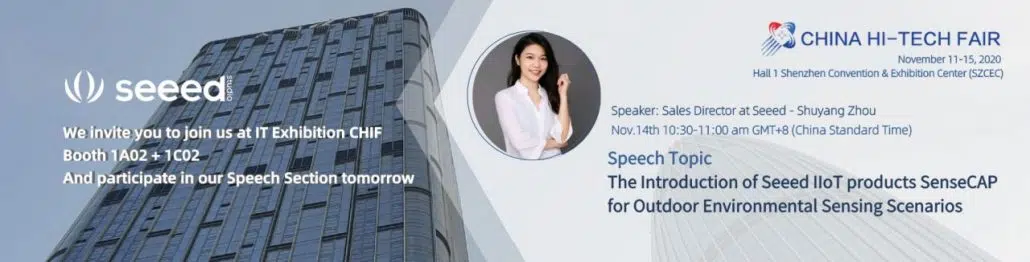 seeed
studio
We invite you to join us at IT Exhibition CHIF
Booth 1A02 + 1C02
And participate in our Speech Section tomorrow
CHINA HI-TECH FAIR
November 11-15, 2020
Hall 1 Shenzhen Convention & Exhibition Center (SZCEC)
Speaker: Sales Director at Seeed - Shuyang Zhou
Nov.14th 10:30-11:00 am GMT+8 (China Standard Time)
Speech Topic
The Introduction of Seeed IIoT products SenseCAP
for Outdoor Environmental Sensing Scenarios